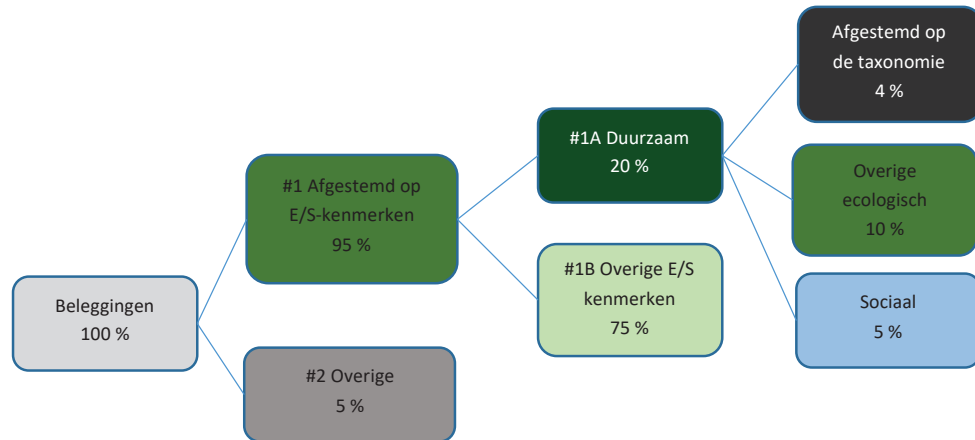 Beleggingen
100 %
#1 Afgestemd op
E/S-kenmerken
95 %
#2 Overige
5 %
#1A Duurzaam
20 %
#1B Overige E/S
kenmerken
75 %
Afgestemd op
de taxonomie
4 %
Overige
ecologisch
10 %
Sociaal
5 %